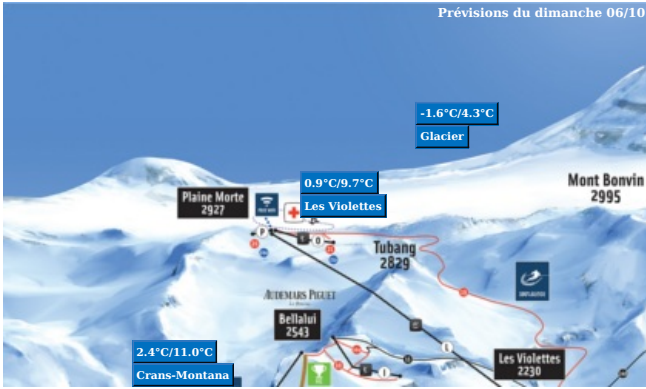 Prévisions du dimanche 06/10
-1.6°C/4.3°C
Glacier
0.9°C/9.7°C
Les Violettes
Mont Bonvin
2995
Plaine Morte
2927
P
Tubang
2829
AUDEMARS PIGUET
Bellalui
2543
2.4°C/11.0°C
Crans-Montana
Les Violettes
2230